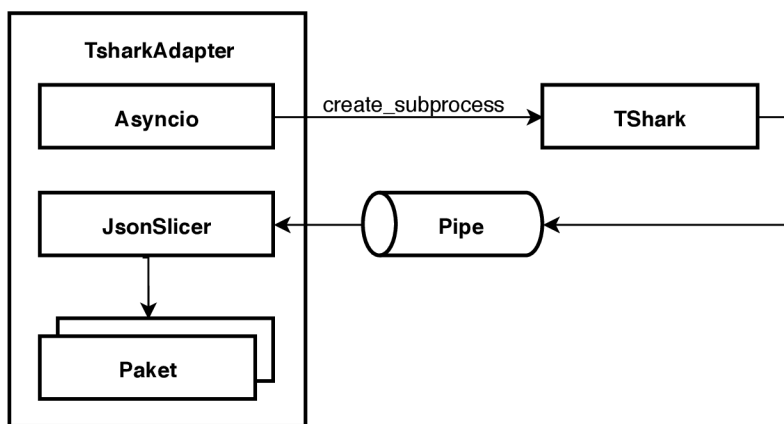 TsharkAdapter
Asyncio
create_subprocess
TShark
JsonSlicer
Pipe
Paket